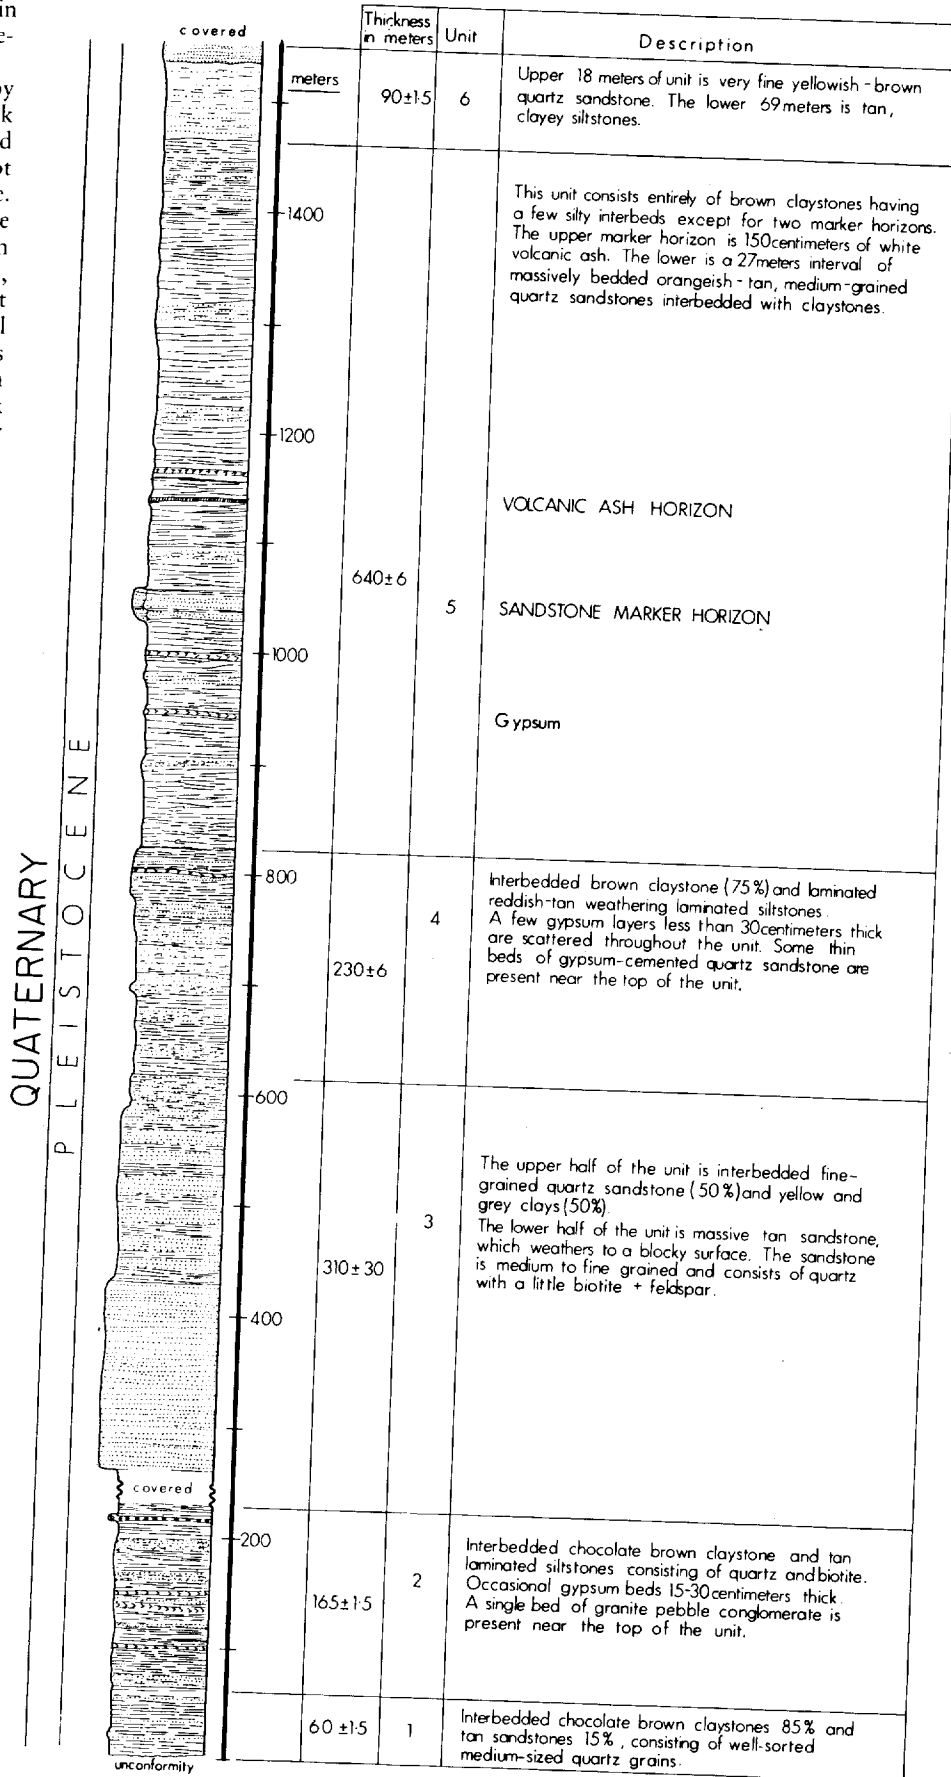 in
e-
by
k
d
ot
e.
e
n
,
t
l
s
covered
Thickness in meters
Unit
Description
meters
90±1·5
6
Upper 18 meters of unit is very fine yellowish-brown
quartz sandstone. The lower 69 meters is tan,
clayey siltstones.
1400
This unit consists entirely of brown claystones having
a few silty interbeds except for two marker horizons.
The upper marker horizon is 150centimeters of white
volcanic ash. The lower is a 27meters interval of
massively bedded orangeish-tan, medium-grained
quartz sandstones interbedded with claystones.
1200
VOLCANIC ASH HORIZON
640±6
5
SANDSTONE MARKER HORIZON
1000
Gypsum
QUATERNARY
PLEISTOCENE
800
4
230±6
Interbedded brown claystone (75%) and laminated
reddish-tan weathering laminated siltstones.
A few gypsum layers less than 30centimeters thick
are scattered throughout the unit. Some thin
beds of gypsum-cemented quartz sandstone are
present near the top of the unit.
600
3
310±30
The upper half of the unit is interbedded fine-
grained quartz sandstone (50%) and yellow and
grey clays (50%).
The lower half of the unit is massive tan sandstone,
which weathers to a blocky surface. The sandstone
is medium to fine grained and consists of quartz
with a little biotite + feldspar.
400
covered
200
2
165±1·5
Interbedded chocolate brown claystone and tan
laminated siltstones consisting of quartz and biotite.
Occasional gypsum beds 15-30centimeters thick.
A single bed of granite pebble conglomerate is
present near the top of the unit.
60 ±1·5
1
Interbedded chocolate brown claystones 85% and
tan sandstones 15%, consisting of well-sorted
medium-sized quartz grains.
unconformity